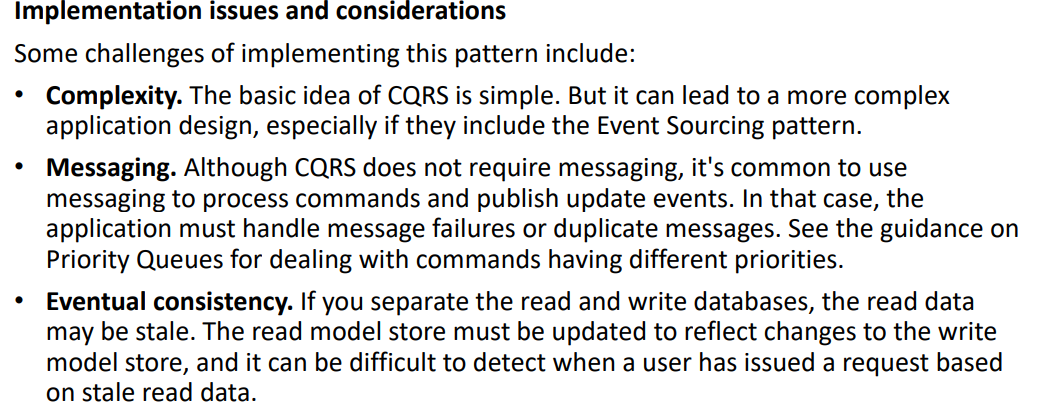 Implementation issues and considerations
Some challenges of implementing this pattern include:
• Complexity. The basic idea of CQRS is simple. But it can lead to a more complex
application design, especially if they include the Event Sourcing pattern.
• Messaging. Although CQRS does not require messaging, it's common to use
messaging to process commands and publish update events. In that case, the
application must handle message failures or duplicate messages. See the guidance on
Priority Queues for dealing with commands having different priorities.
• Eventual consistency. If you separate the read and write databases, the read data
may be stale. The read model store must be updated to reflect changes to the write
model store, and it can be difficult to detect when a user has issued a request based
on stale read data.